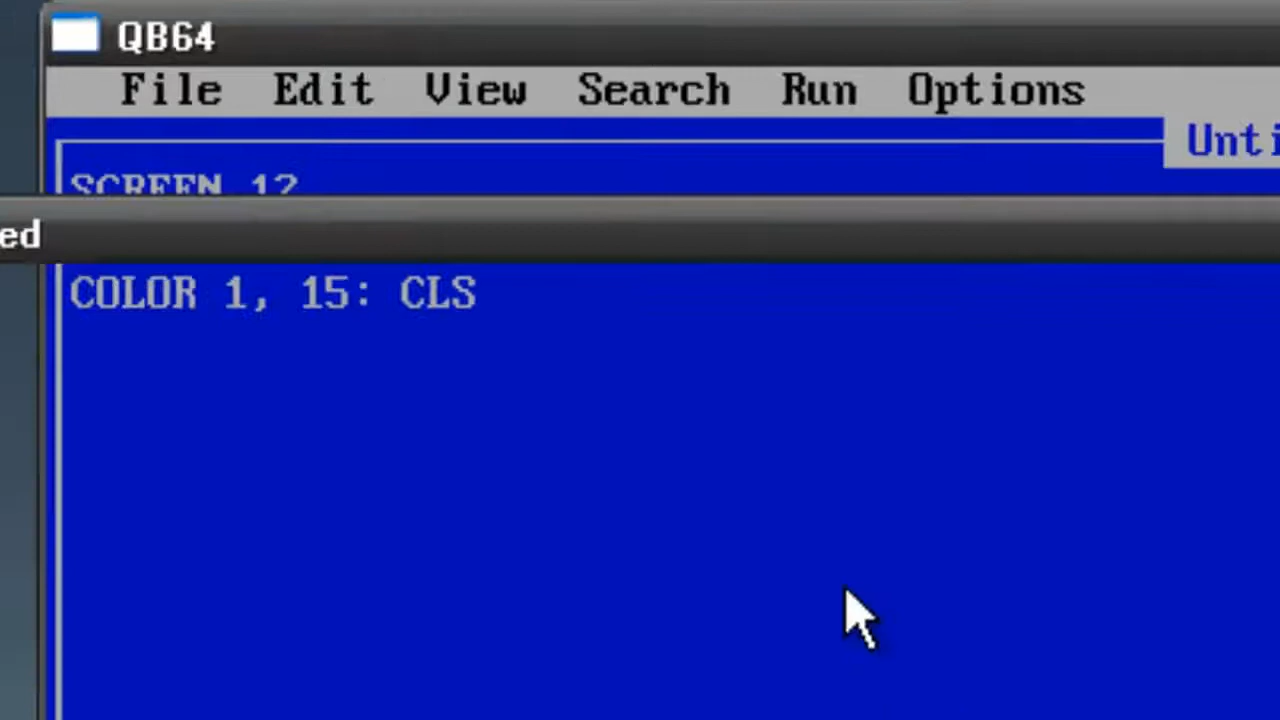 QB64
File Edit View Search Run Options
Unti
SCREEN 12
ed
COLOR 1, 15: CLS